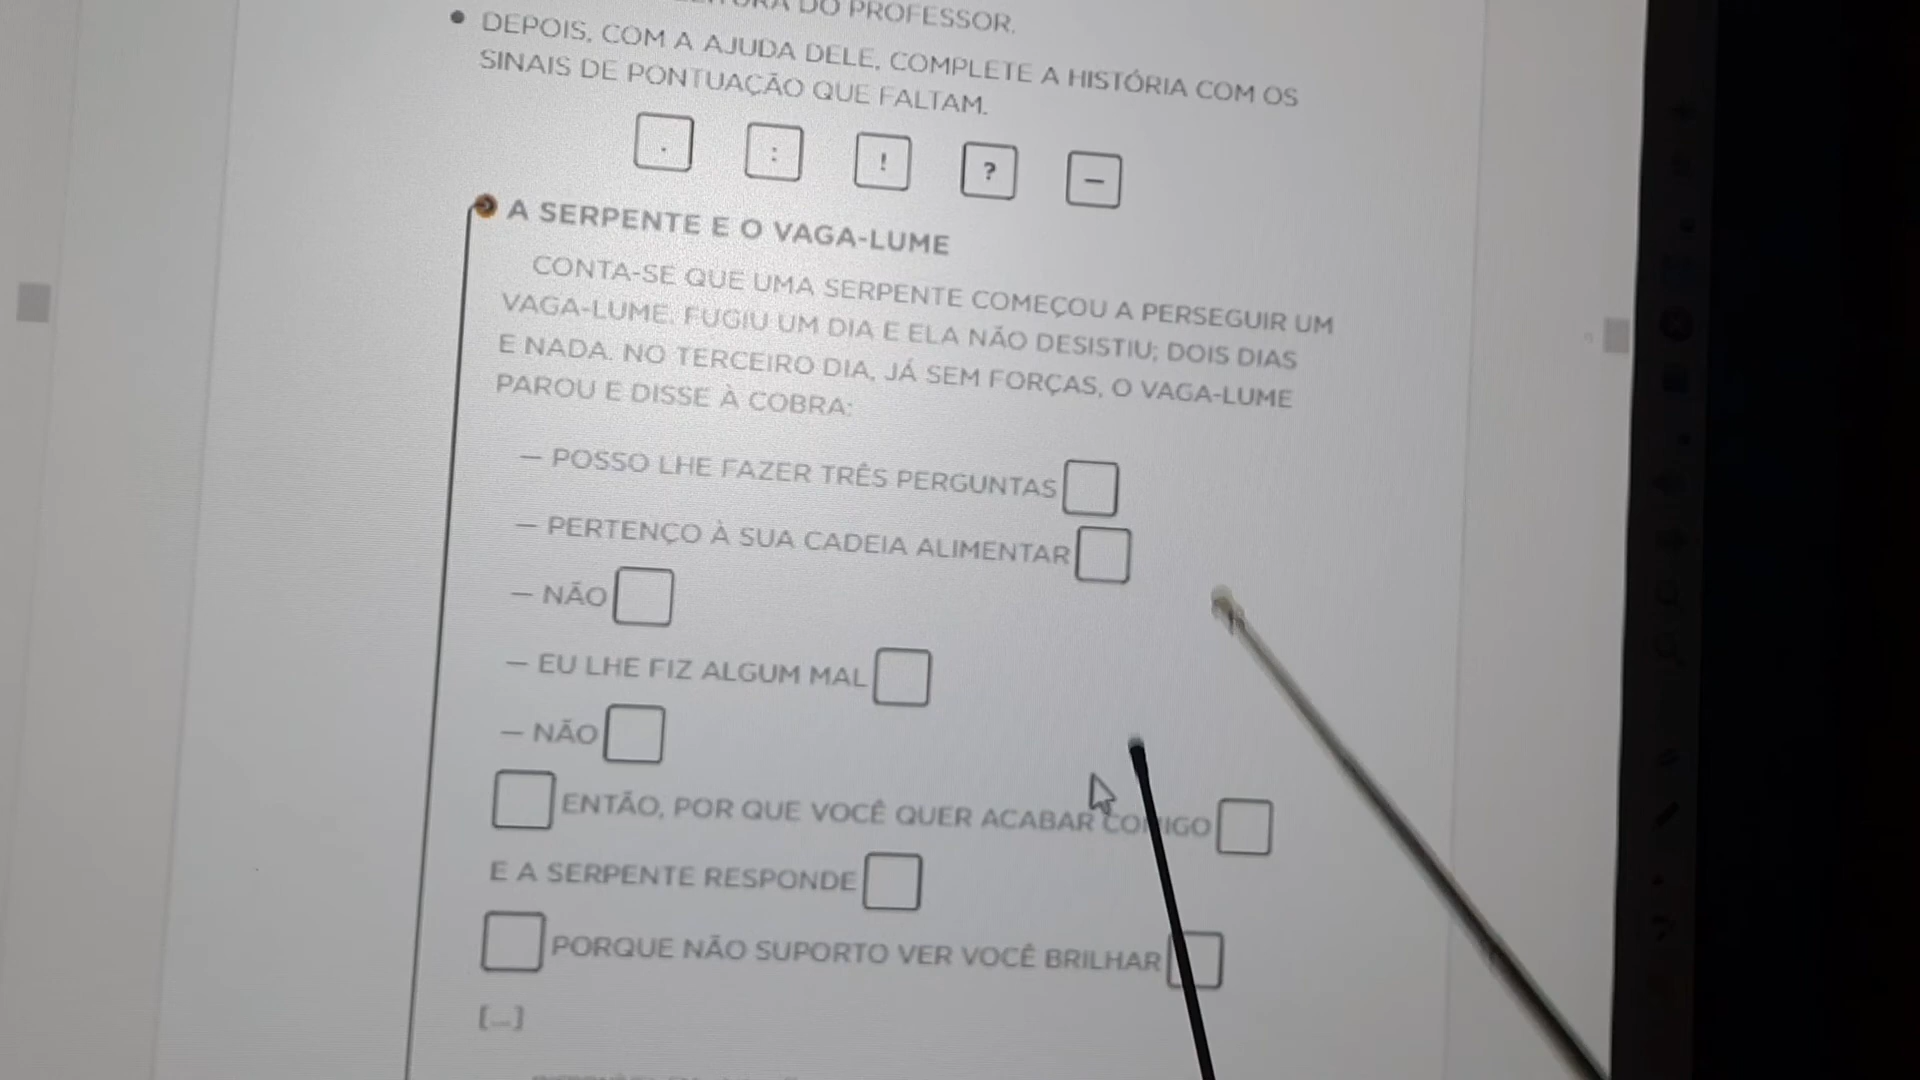 DO PROFESSOR.
• DEPOIS, COM A AJUDA DELE, COMPLETE A HISTÓRIA COM OS
SINAIS DE PONTUAÇÃO QUE FALTAM.
. : ! ? —
A SERPENTE E O VAGA-LUME
CONTA-SE QUE UMA SERPENTE COMEÇOU A PERSEGUIR UM
VAGA-LUME. FUGIU UM DIA E ELA NÃO DESISTIU; DOIS DIAS
E NADA. NO TERCEIRO DIA, JÁ SEM FORÇAS, O VAGA-LUME
PAROU E DISSE À COBRA:
— POSSO LHE FAZER TRÊS PERGUNTAS
— PERTENÇO À SUA CADEIA ALIMENTAR
— NÃO
— EU LHE FIZ ALGUM MAL
— NÃO
ENTÃO, POR QUE VOCÊ QUER ACABAR COMIGO
E A SERPENTE RESPONDE
PORQUE NÃO SUPORTO VER VOCÊ BRILHAR
[...]